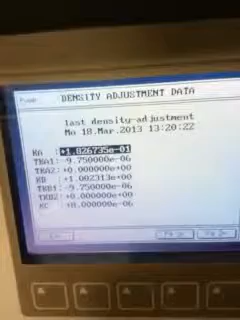 DENSITY ADJUSTMENT DATA
last density-adjustment
Mo 18.Mar.2013 13:20:22
KA :+1.826735e-01
TKA1:-9.750000e-06
TKA2:+0.000000e+00
KB :+1.002313e+00
TKB1:-9.750000e-06
TKB2:+0.000000e+00
KC :+0.000000e+00